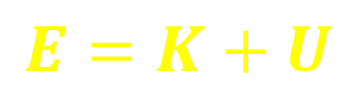 E = K + U